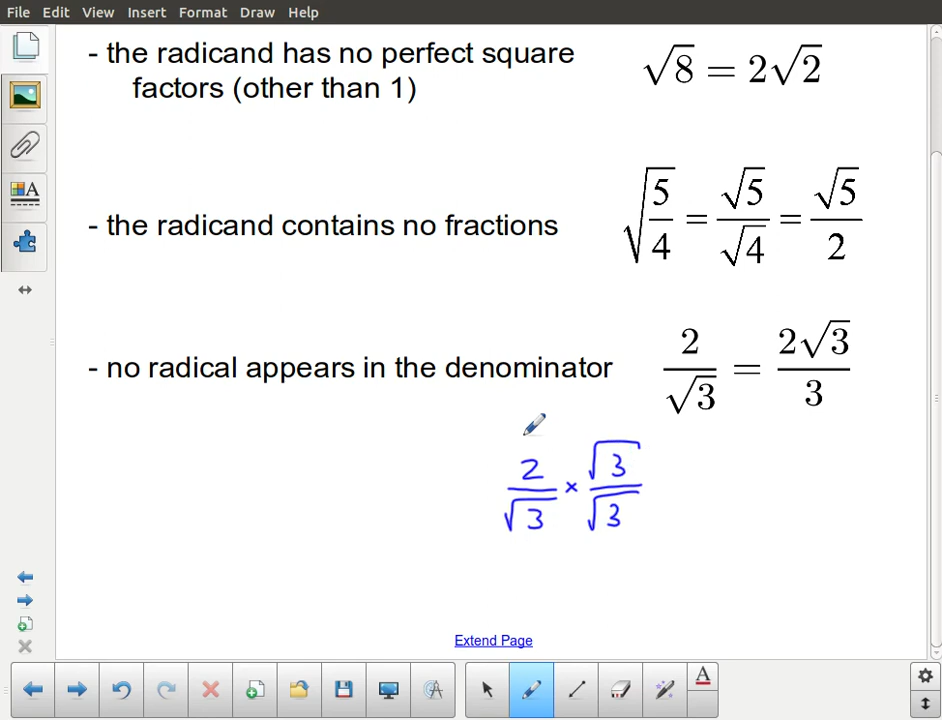 File Edit View Insert Format Draw Help
- the radicand has no perfect square
factors (other than 1)
√8 = 2√2
- the radicand contains no fractions
√(5/4) = √5/√4 = √5/2
- no radical appears in the denominator
2/√3 = 2√3/3
2/√3 × √3/√3
Extend Page
A
A